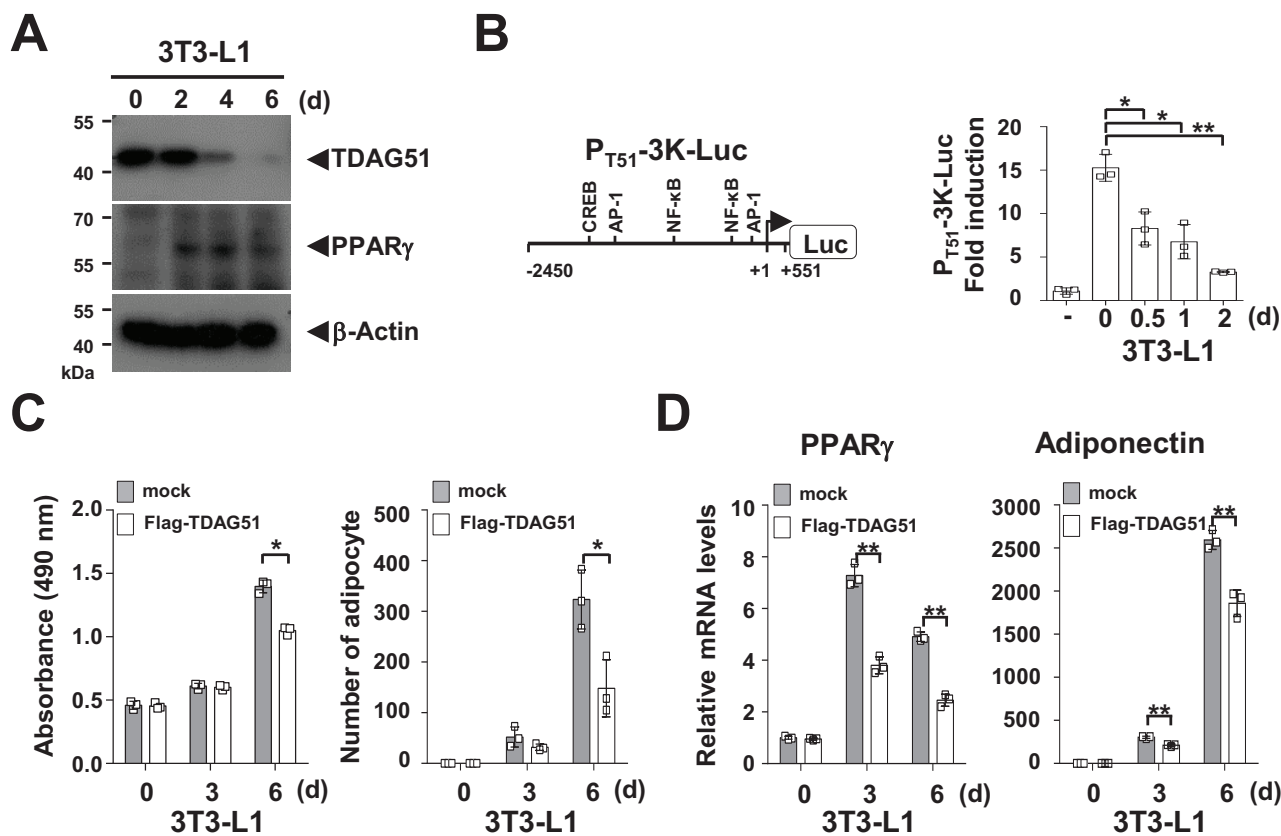 A
3T3-L1
0 2 4 6 (d)
55
40
TDAG51
70
55
PPARγ
55
40
β-Actin
kDa
B
P_T51-3K-Luc
CREB
AP-1
NF-κB
NF-κB
AP-1
Luc
-2450
+1
+551
P_T51-3K-Luc
Fold induction
20
15
10
5
0
*
*
**
- 0 0.5 1 2 (d)
3T3-L1
C
mock
Flag-TDAG51
Absorbance (490 nm)
2.0
1.5
1.0
0.5
0.0
*
0 3 6 (d)
3T3-L1
mock
Flag-TDAG51
Number of adipocyte
500
400
300
200
100
0
*
0 3 6 (d)
3T3-L1
D
PPARγ
mock
Flag-TDAG51
Relative mRNA levels
10
8
6
4
2
0
**
**
0 3 6 (d)
3T3-L1
Adiponectin
mock
Flag-TDAG51
3000
2500
2000
1500
1000
500
0
**
**
0 3 6 (d)
3T3-L1